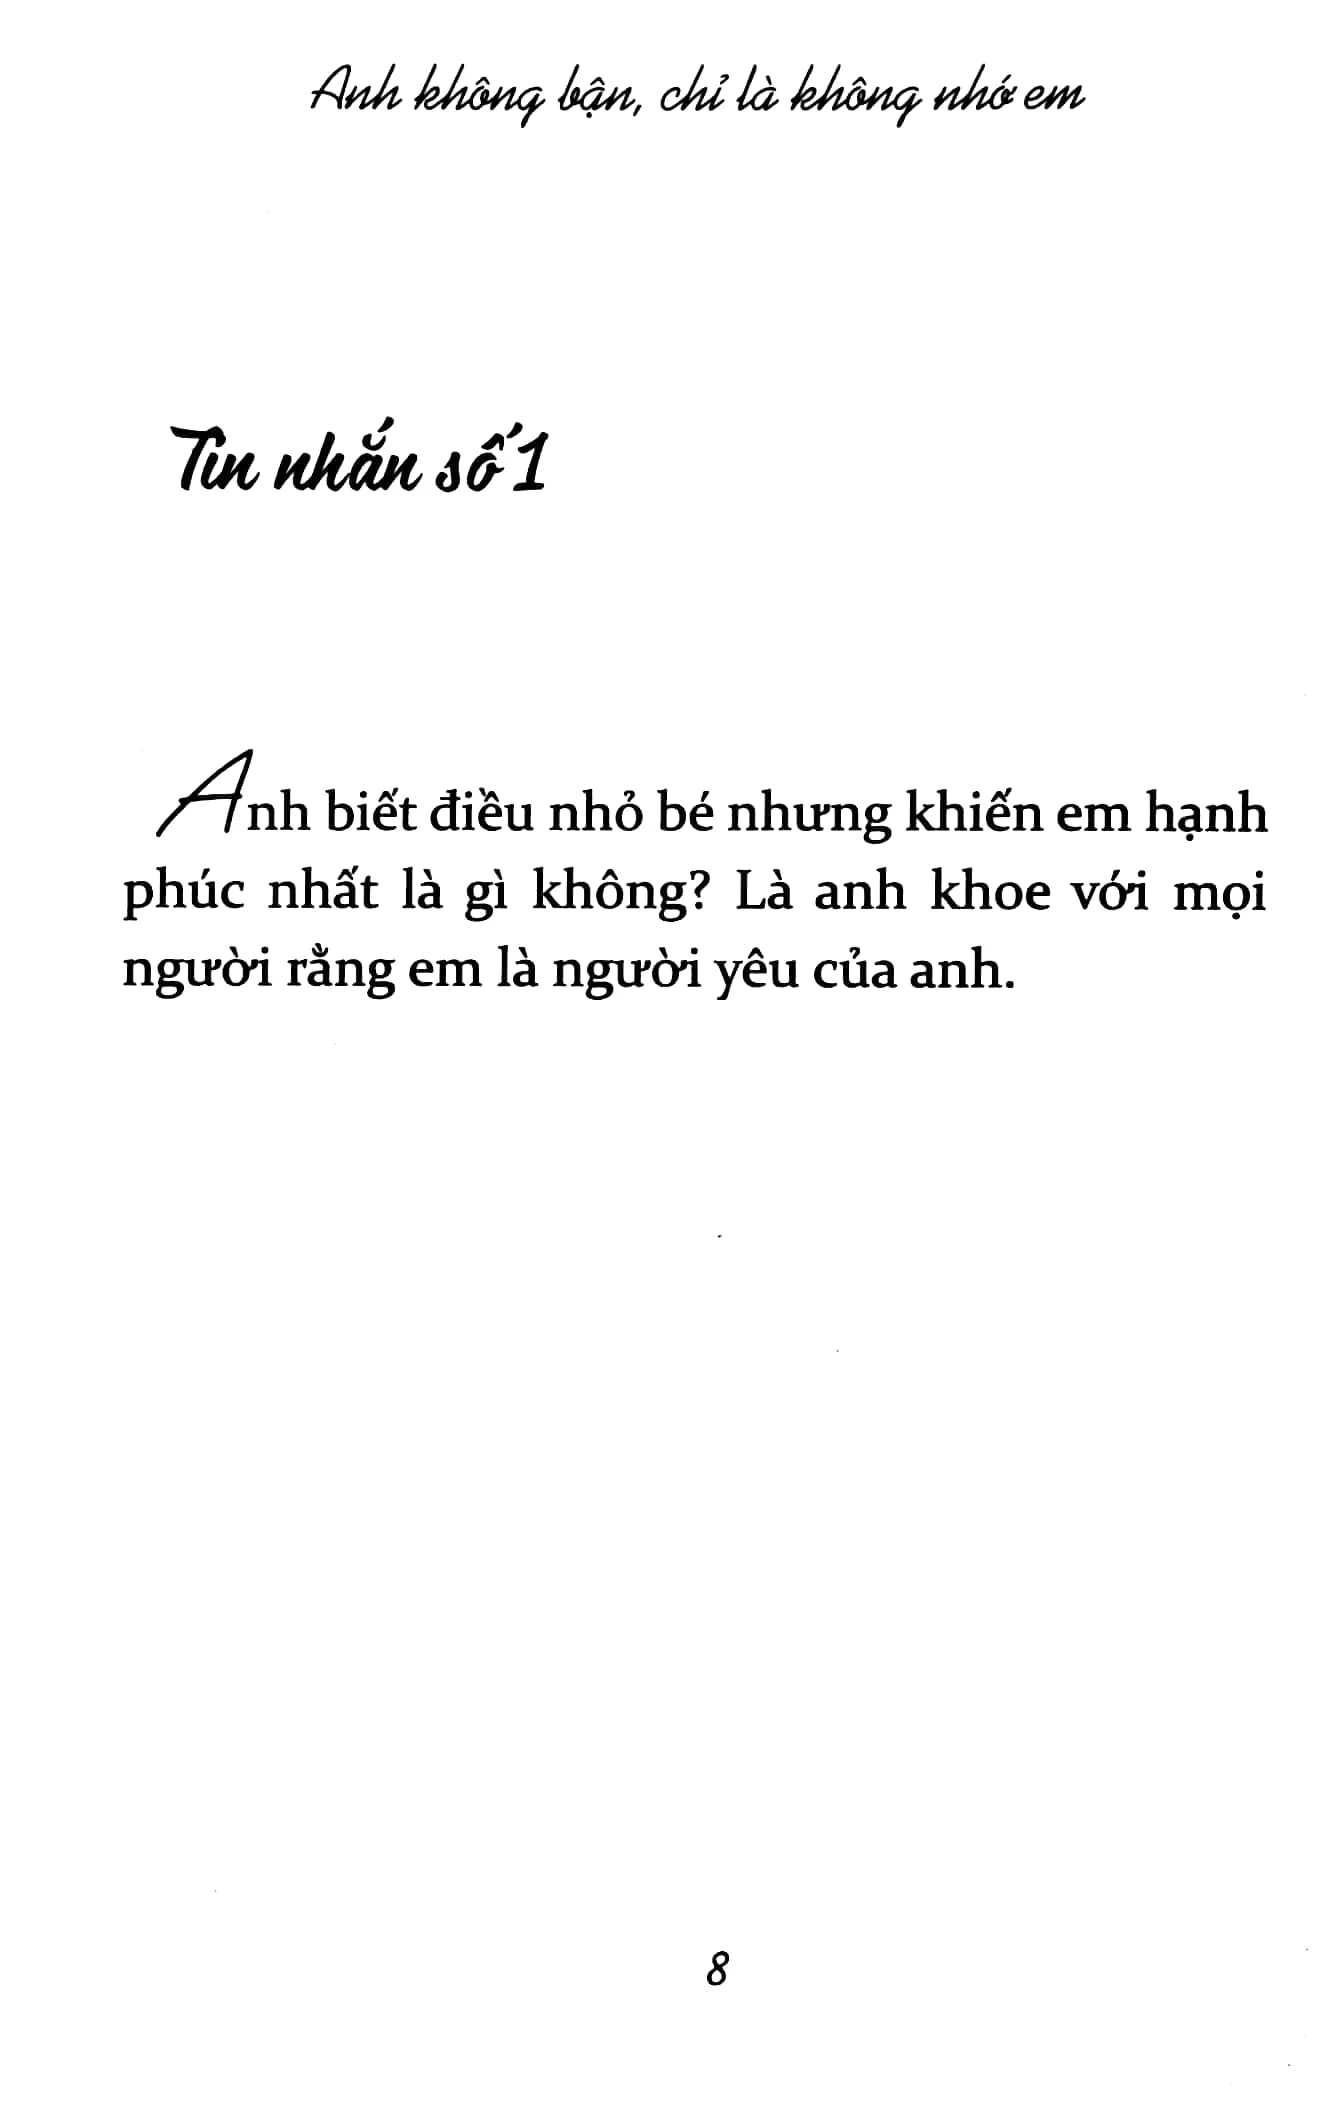 Anh không bận, chỉ là không nhớ em
Tin nhắn số 1
Anh biết điều nhỏ bé nhưng khiến em hạnh
phúc nhất là gì không? Là anh khoe với mọi
người rằng em là người yêu của anh.
8